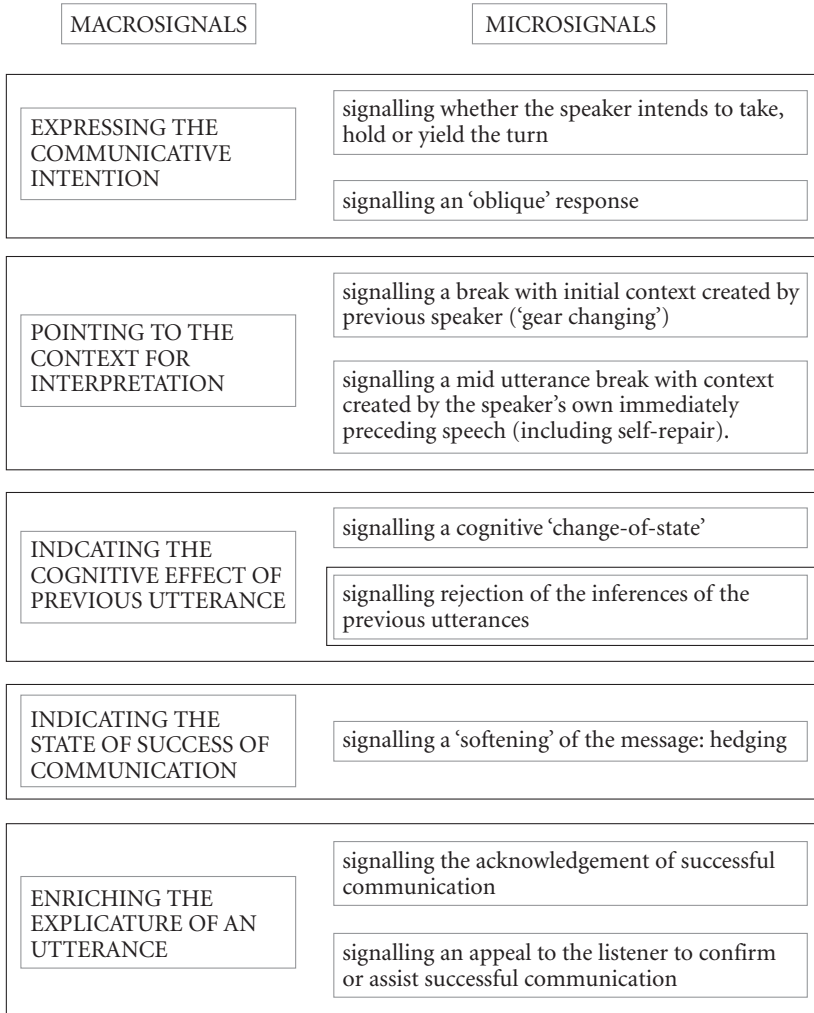 MACROSIGNALS
MICROSIGNALS
EXPRESSING THE
COMMUNICATIVE
INTENTION
signalling whether the speaker intends to take,
hold or yield the turn
signalling an ‘oblique’ response
POINTING TO THE
CONTEXT FOR
INTERPRETATION
signalling a break with initial context created by
previous speaker (‘gear changing’)
signalling a mid utterance break with context
created by the speaker’s own immediately
preceding speech (including self-repair).
INDCATING THE
COGNITIVE EFFECT OF
PREVIOUS UTTERANCE
signalling a cognitive ‘change-of-state’
signalling rejection of the inferences of the
previous utterances
INDICATING THE
STATE OF SUCCESS OF
COMMUNICATION
signalling a ‘softening’ of the message: hedging
ENRICHING THE
EXPLICATURE OF AN
UTTERANCE
signalling the acknowledgement of successful
communication
signalling an appeal to the listener to confirm
or assist successful communication